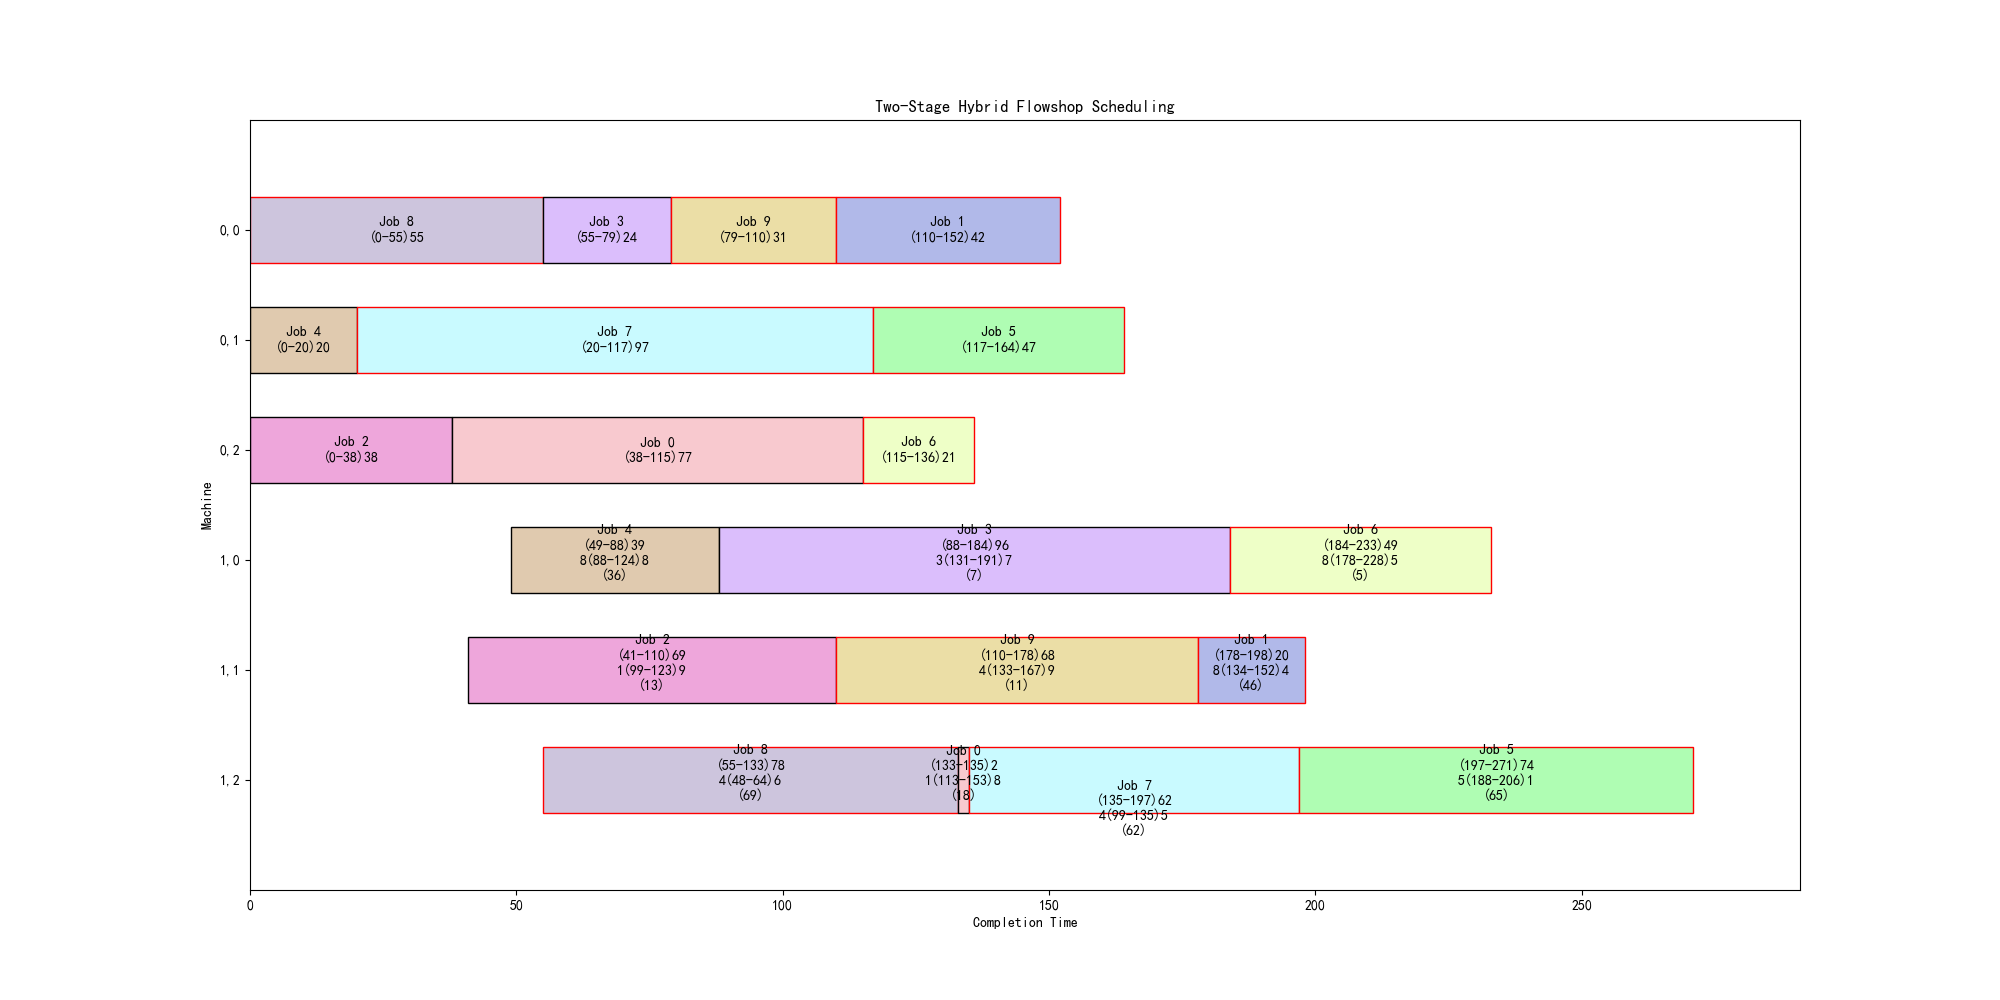 Two-Stage Hybrid Flowshop Scheduling
0,0
Job 8
(0-55)55
Job 3
(55-79)24
Job 9
(79-110)31
Job 1
(110-152)42
0,1
Job 4
(0-20)20
Job 7
(20-117)97
Job 5
(117-164)47
0,2
Job 2
(0-38)38
Job 0
(38-115)77
Job 6
(115-136)21
Machine
1,0
Job 4
(49-88)39
8(88-124)8
(36)
Job 3
(88-184)96
3(131-191)7
(7)
Job 6
(184-233)49
8(178-228)5
(5)
1,1
Job 2
(41-110)69
1(99-123)9
(13)
Job 9
(110-178)68
4(133-167)9
(11)
Job 1
(178-198)20
8(134-152)4
(46)
1,2
Job 8
(55-133)78
4(48-64)6
(69)
Job 0
(133-135)2
1(113-153)8
(18)
Job 7
(135-197)62
4(99-135)5
(62)
Job 5
(197-271)74
5(188-206)1
(65)
0
50
100
150
200
250
Completion Time